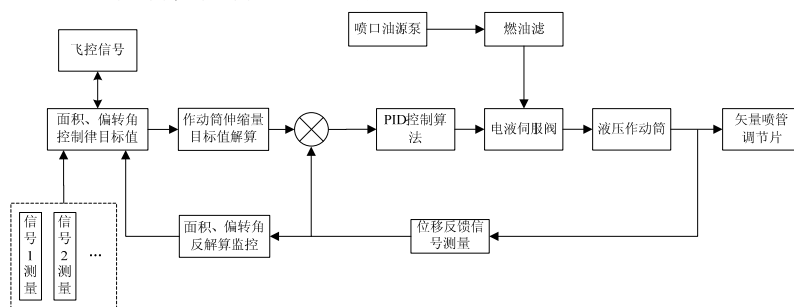 喷口油源泵
燃油滤
飞控信号
面积、偏转角
控制律目标值
作动筒伸缩量
目标值解算
PID控制算
法
电液伺服阀
液压作动筒
矢量喷管
调节片
面积、偏转角
反解算监控
位移反馈信
号测量
信号1测量
信号2测量
...